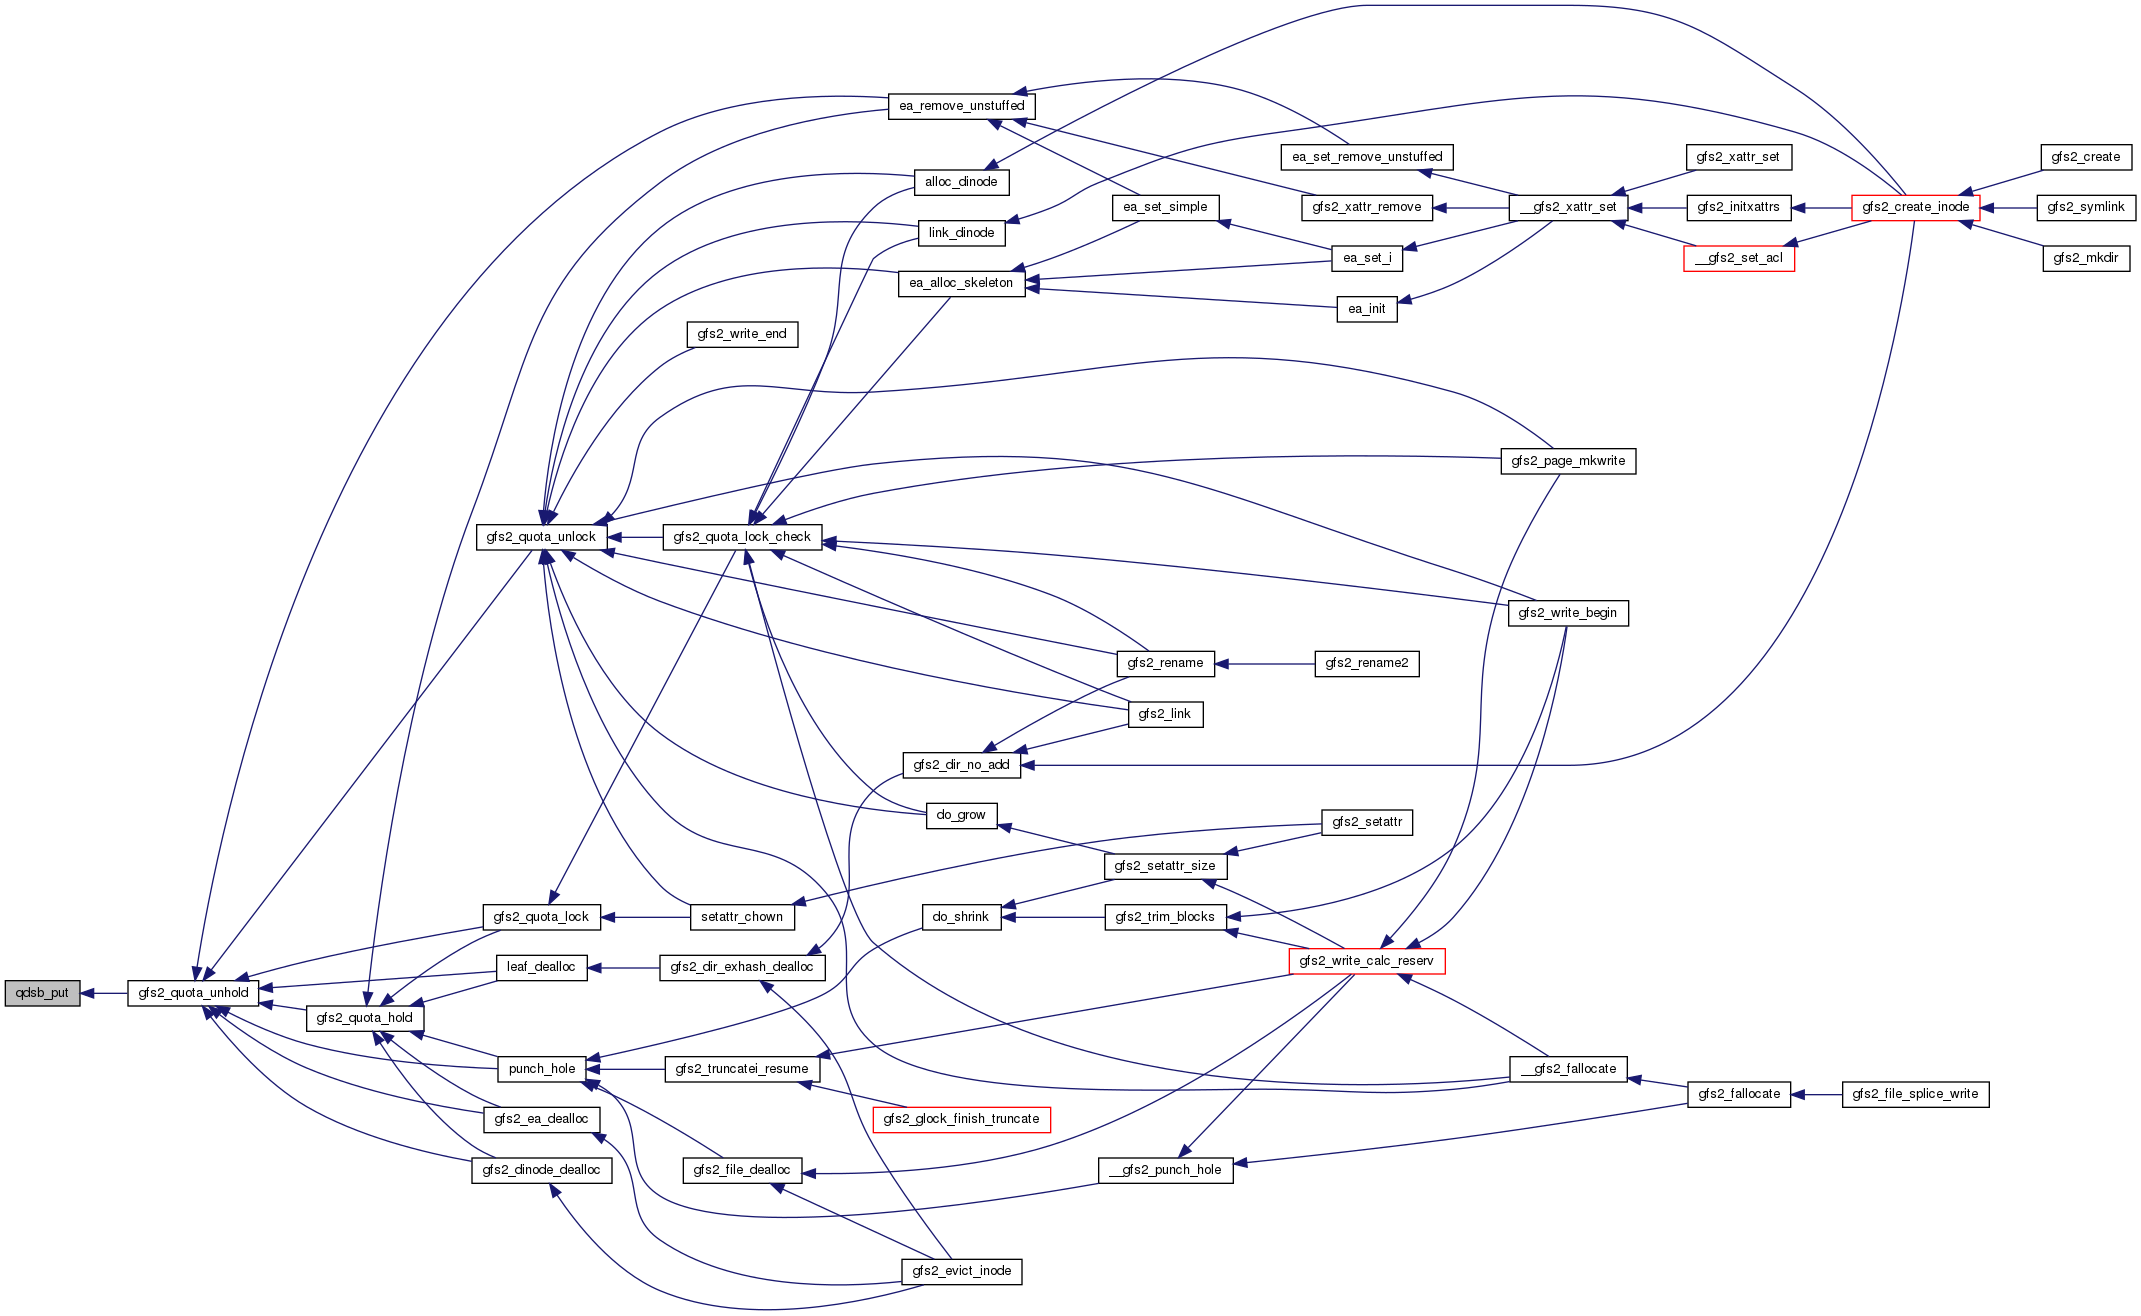 qdsb_put
gfs2_quota_unhold
ea_remove_unstuffed
gfs2_quota_unlock
gfs2_quota_hold
gfs2_quota_lock
leaf_dealloc
punch_hole
gfs2_ea_dealloc
gfs2_dinode_dealloc
gfs2_write_end
gfs2_quota_lock_check
setattr_chown
gfs2_dir_exhash_dealloc
gfs2_truncatei_resume
gfs2_file_dealloc
alloc_dinode
link_dinode
ea_alloc_skeleton
gfs2_dir_no_add
do_grow
do_shrink
gfs2_glock_finish_truncate
gfs2_evict_inode
ea_set_simple
gfs2_rename
gfs2_link
gfs2_setattr_size
gfs2_trim_blocks
__gfs2_punch_hole
ea_set_remove_unstuffed
gfs2_xattr_remove
ea_set_i
ea_init
gfs2_rename2
gfs2_setattr
gfs2_write_calc_reserv
__gfs2_xattr_set
gfs2_page_mkwrite
gfs2_write_begin
__gfs2_fallocate
gfs2_xattr_set
gfs2_initxattrs
__gfs2_set_acl
gfs2_fallocate
gfs2_create_inode
gfs2_file_splice_write
gfs2_create
gfs2_symlink
gfs2_mkdir